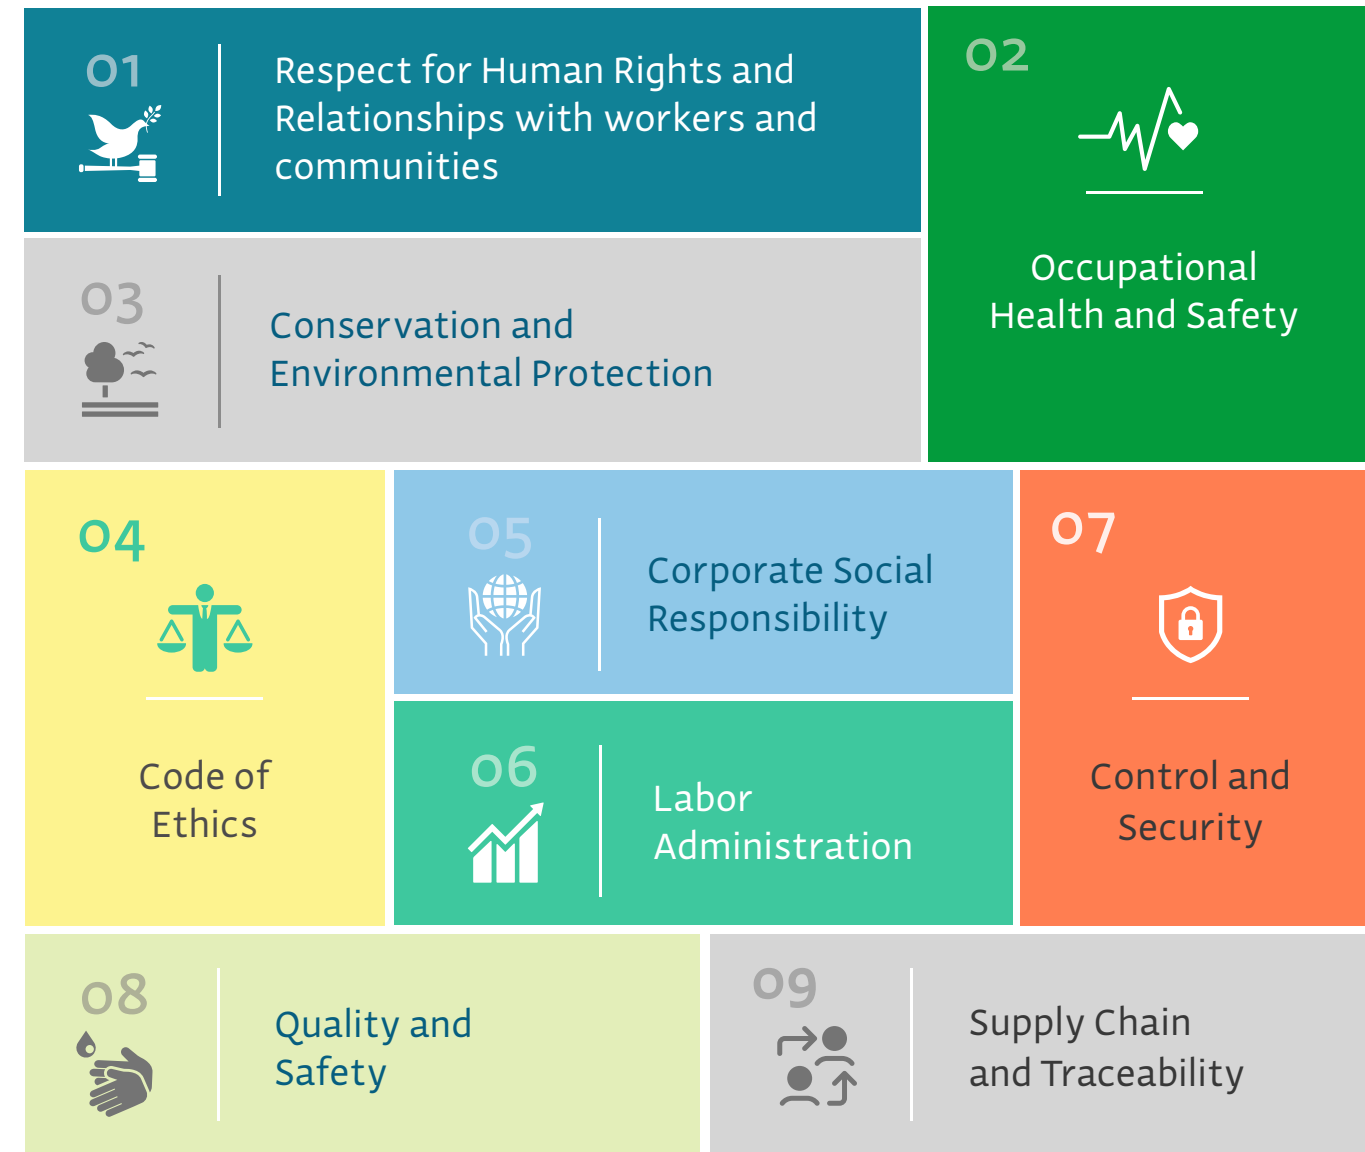 01
Respect for Human Rights and
Relationships with workers and
communities
02
Occupational
Health and Safety
03
Conservation and
Environmental Protection
04
Code of
Ethics
05
Corporate Social
Responsibility
06
Labor
Administration
07
Control and
Security
08
Quality and
Safety
09
Supply Chain
and Traceability